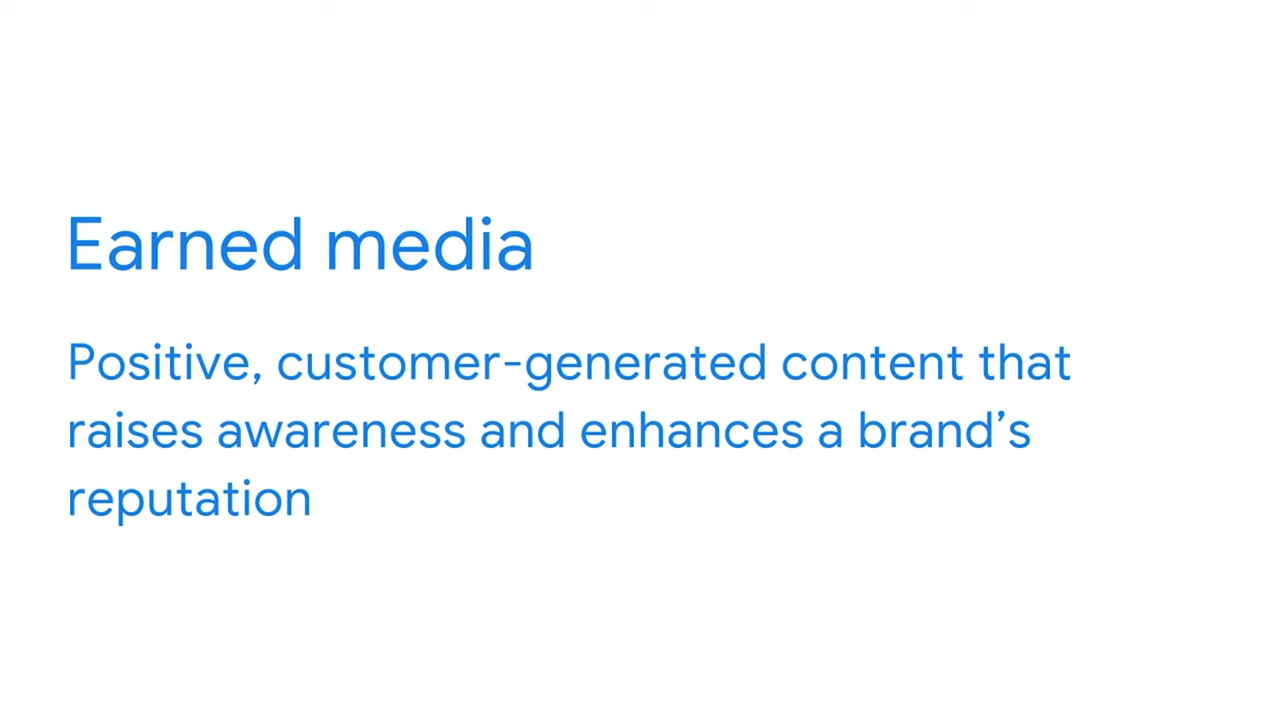 Earned media
Positive, customer-generated content that
raises awareness and enhances a brand’s
reputation